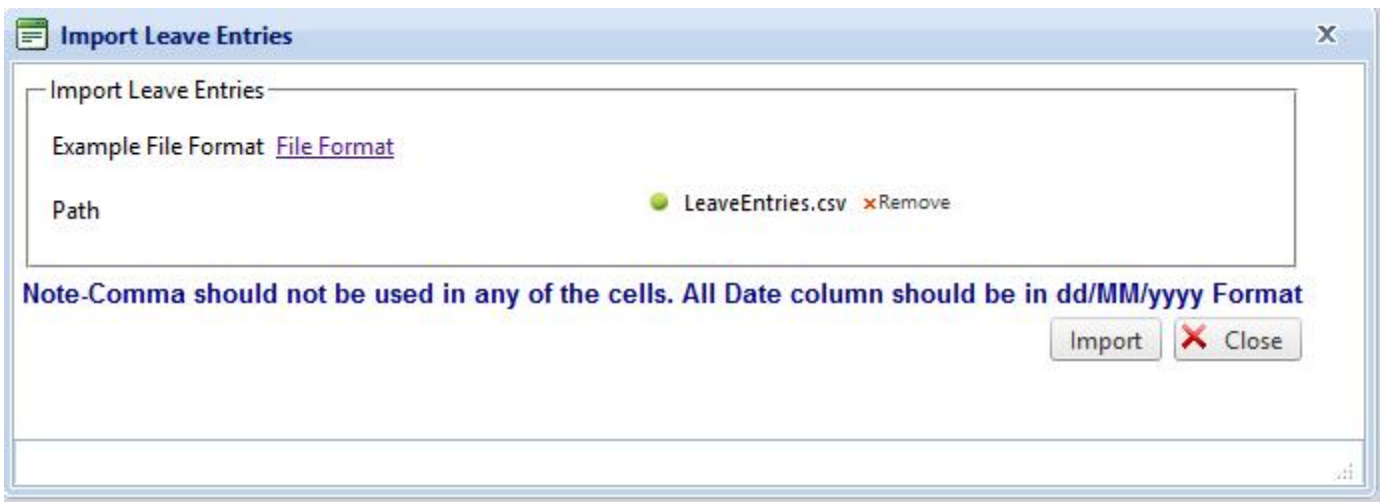 Import Leave Entries
Import Leave Entries
Example File Format File Format
Path LeaveEntries.csv Remove
Note-Comma should not be used in any of the cells. All Date column should be in dd/MM/yyyy Format
Import Close